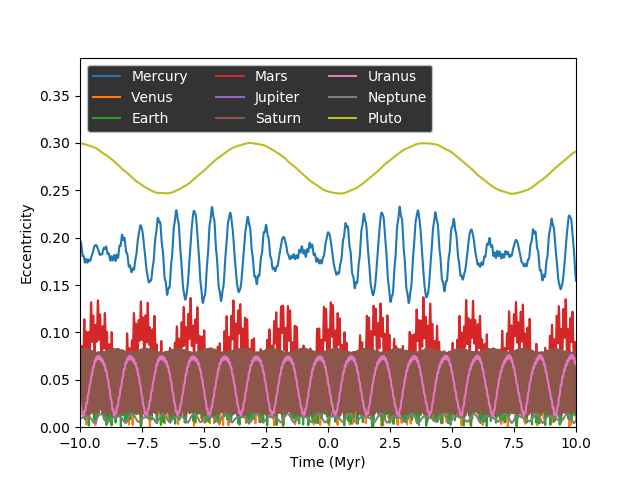 Mercury Mars Uranus
Venus Jupiter Neptune
Earth Saturn Pluto
Eccentricity
0.35
0.30
0.25
0.20
0.15
0.10
0.05
0.00
−10.0 −7.5 −5.0 −2.5 0.0 2.5 5.0 7.5 10.0
Time (Myr)